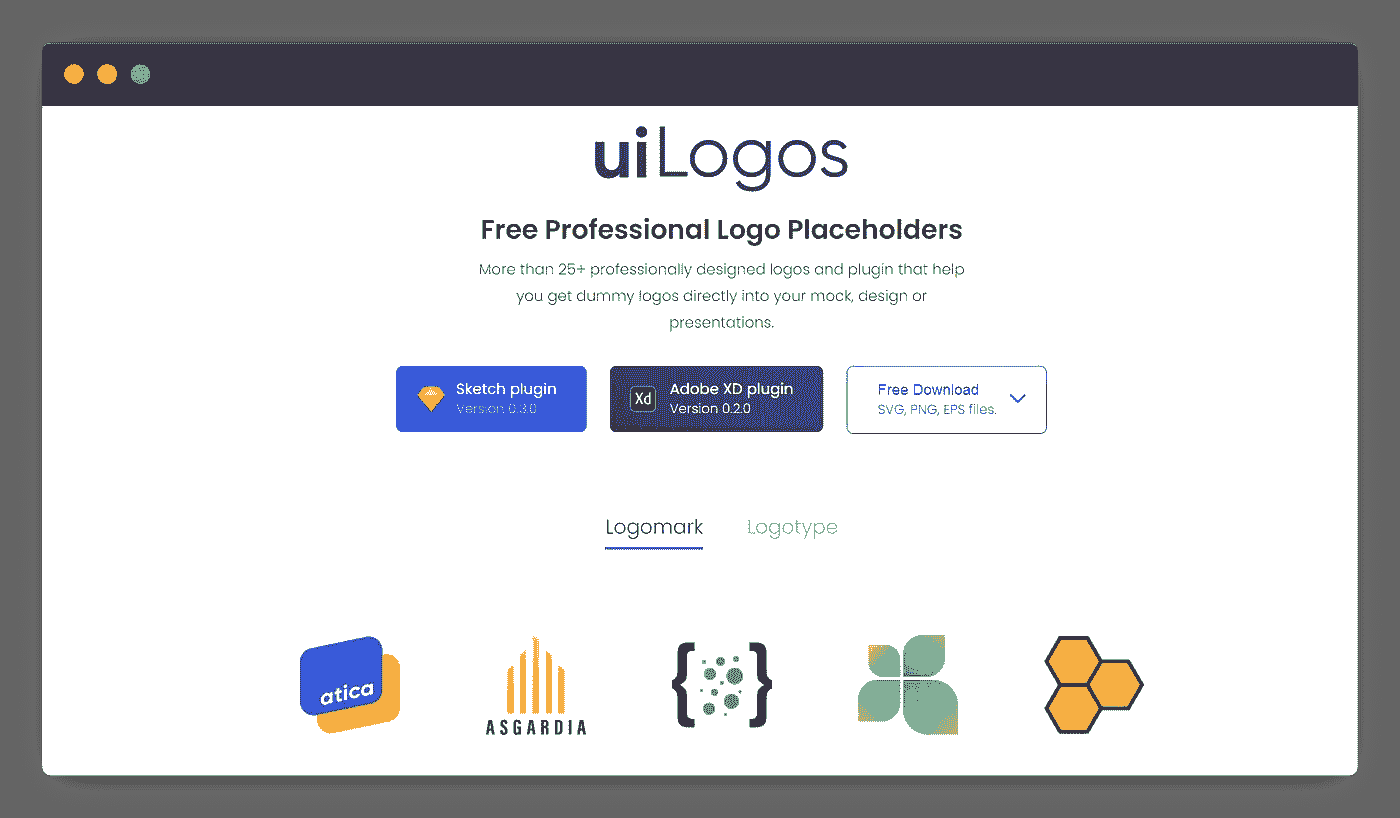 uiLogos
Free Professional Logo Placeholders
More than 25+ professionally designed logos and plugin that help
you get dummy logos directly into your mock, design or
presentations.
Sketch plugin
Version 0.3.0
Xd
Adobe XD plugin
Version 0.2.0
Free Download
SVG, PNG, EPS files.
Logomark
Logotype
atica
ASGARDIA
{ }